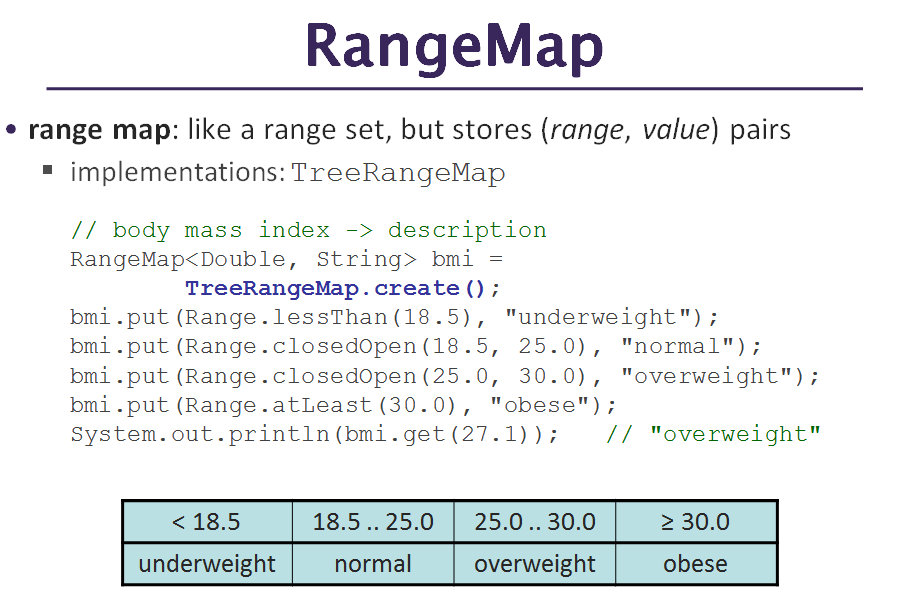 RangeMap
• range map: like a range set, but stores (range, value) pairs
▪ implementations: TreeRangeMap
// body mass index -> description
RangeMap<Double, String> bmi =
TreeRangeMap.create();
bmi.put(Range.lessThan(18.5), "underweight");
bmi.put(Range.closedOpen(18.5, 25.0), "normal");
bmi.put(Range.closedOpen(25.0, 30.0), "overweight");
bmi.put(Range.atLeast(30.0), "obese");
System.out.println(bmi.get(27.1)); // "overweight"
< 18.5 18.5 .. 25.0 25.0 .. 30.0 ≥ 30.0
underweight normal overweight obese